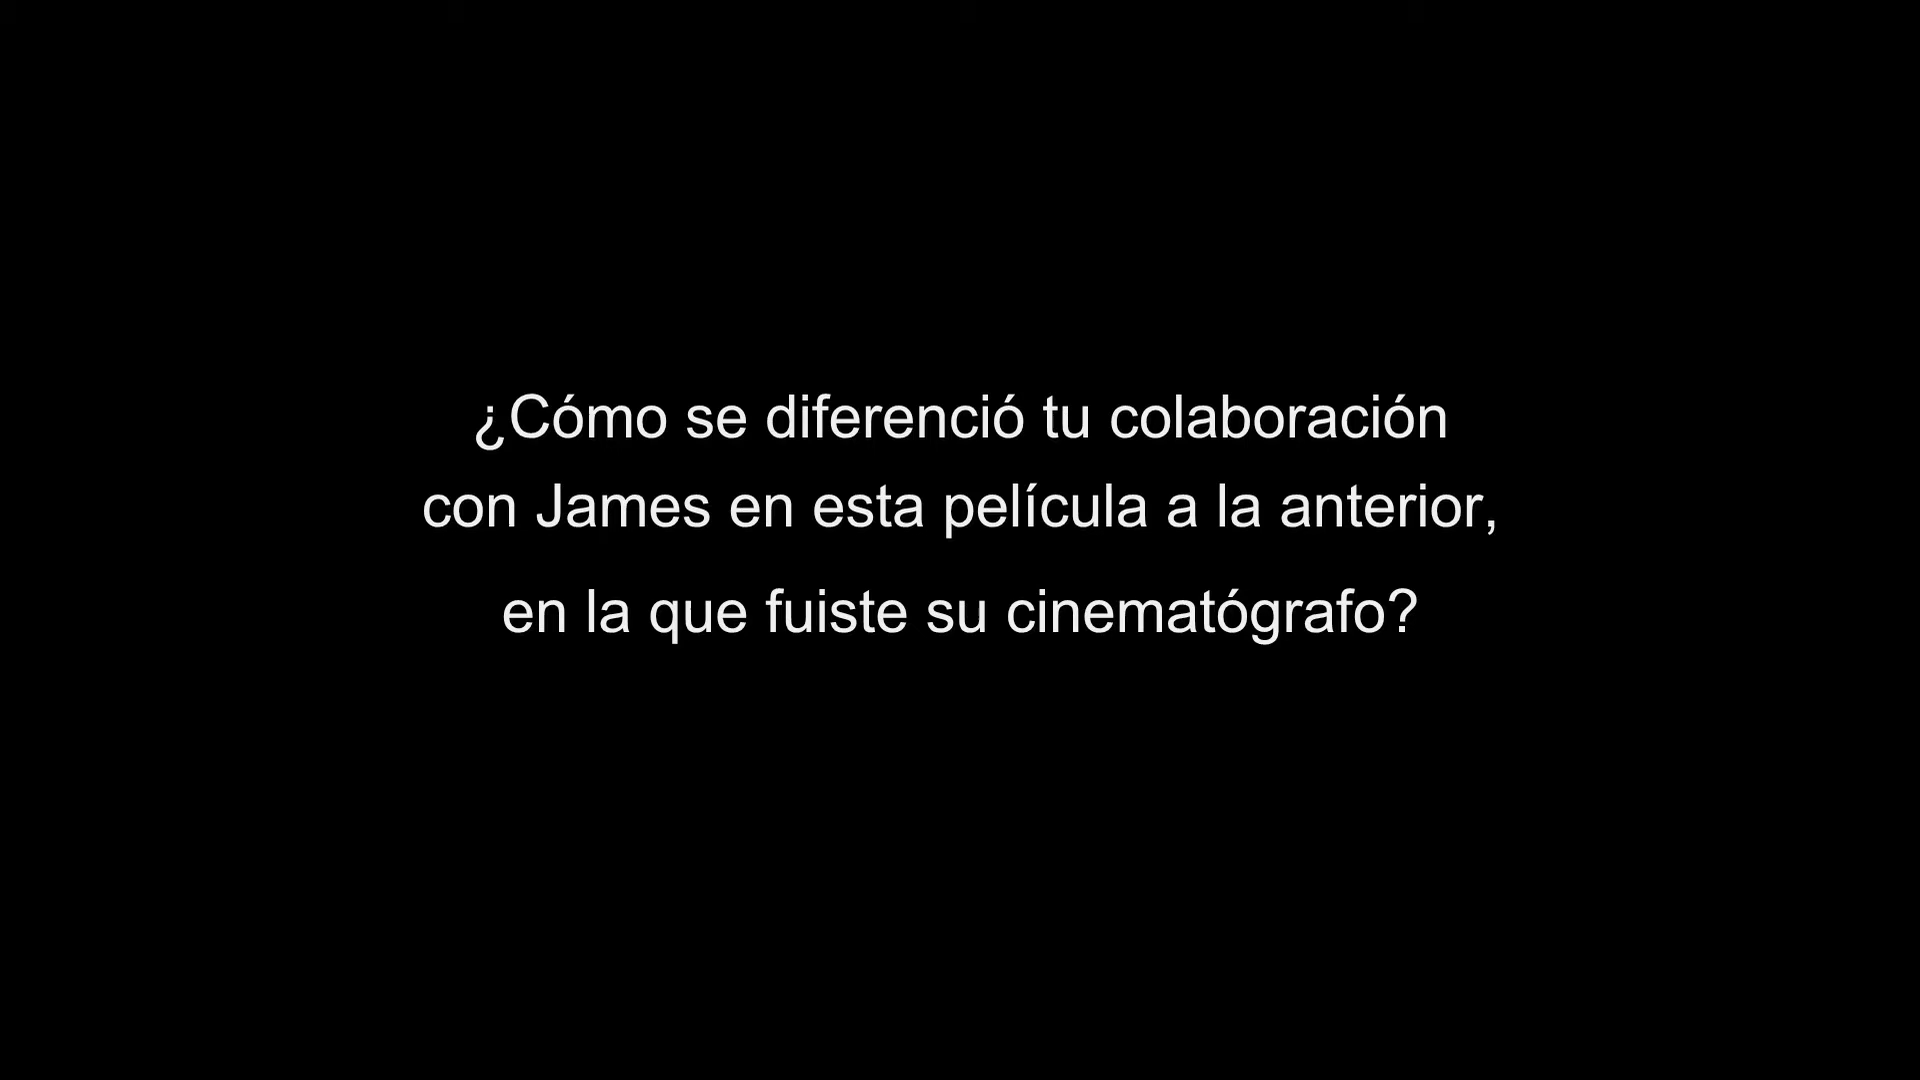 ¿Cómo se diferenció tu colaboración
con James en esta película a la anterior,
en la que fuiste su cinematógrafo?